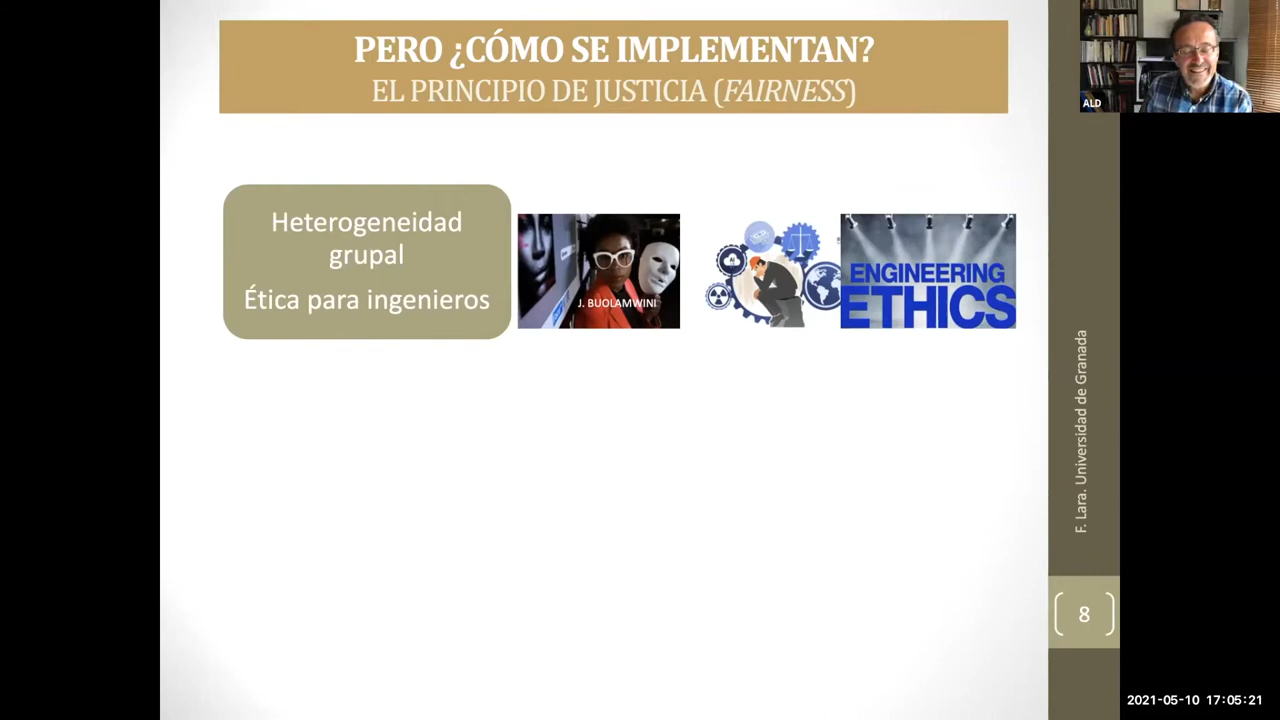 PERO ¿CÓMO SE IMPLEMENTAN?
EL PRINCIPIO DE JUSTICIA (FAIRNESS)
ALD
Heterogeneidad
grupal
Ética para ingenieros
J. BUOLAMWINI
ENGINEERING
ETHICS
F. Lara. Universidad de Granada
8
2021-05-10 17:05:21